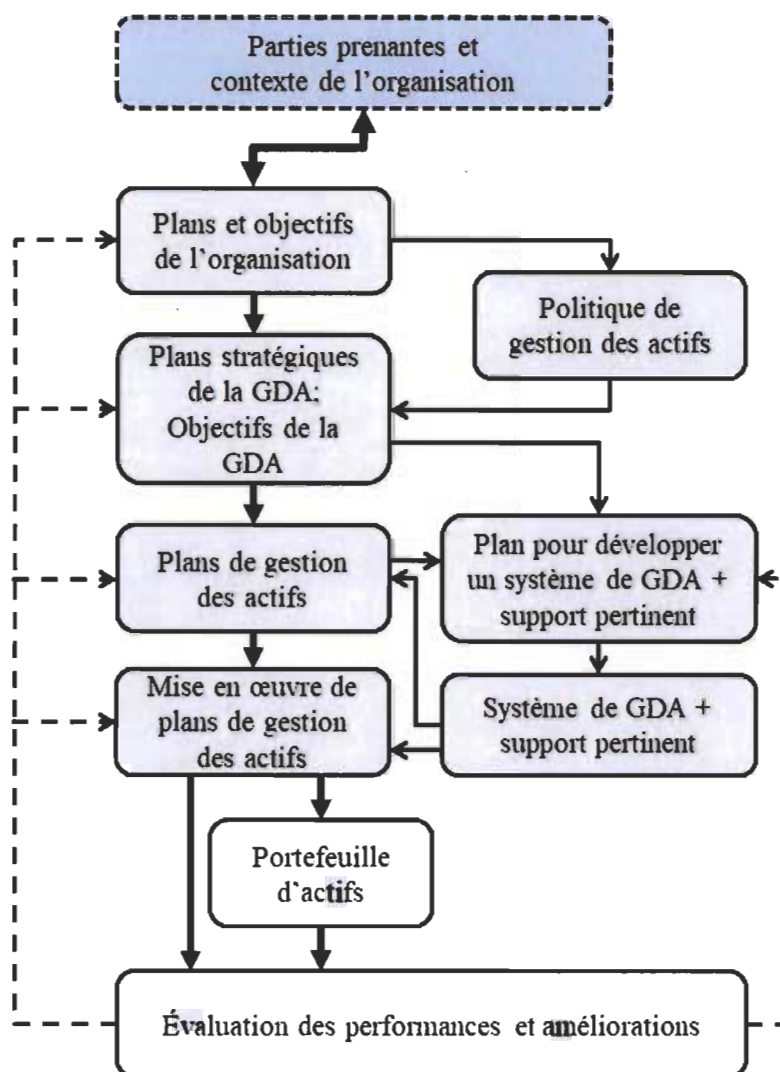 Parties prenantes et
contexte de l'organisation
Plans et objectifs
de l'organisation
Politique de
gestion des actifs
Plans stratégiques
de la GDA;
Objectifs de la
GDA
Plans de gestion
des actifs
Plan pour développer
un système de GDA +
support pertinent
Mise en œuvre de
plans de gestion
des actifs
Système de GDA +
support pertinent
Portefeuille
d'actifs
Évaluation des performances et améliorations